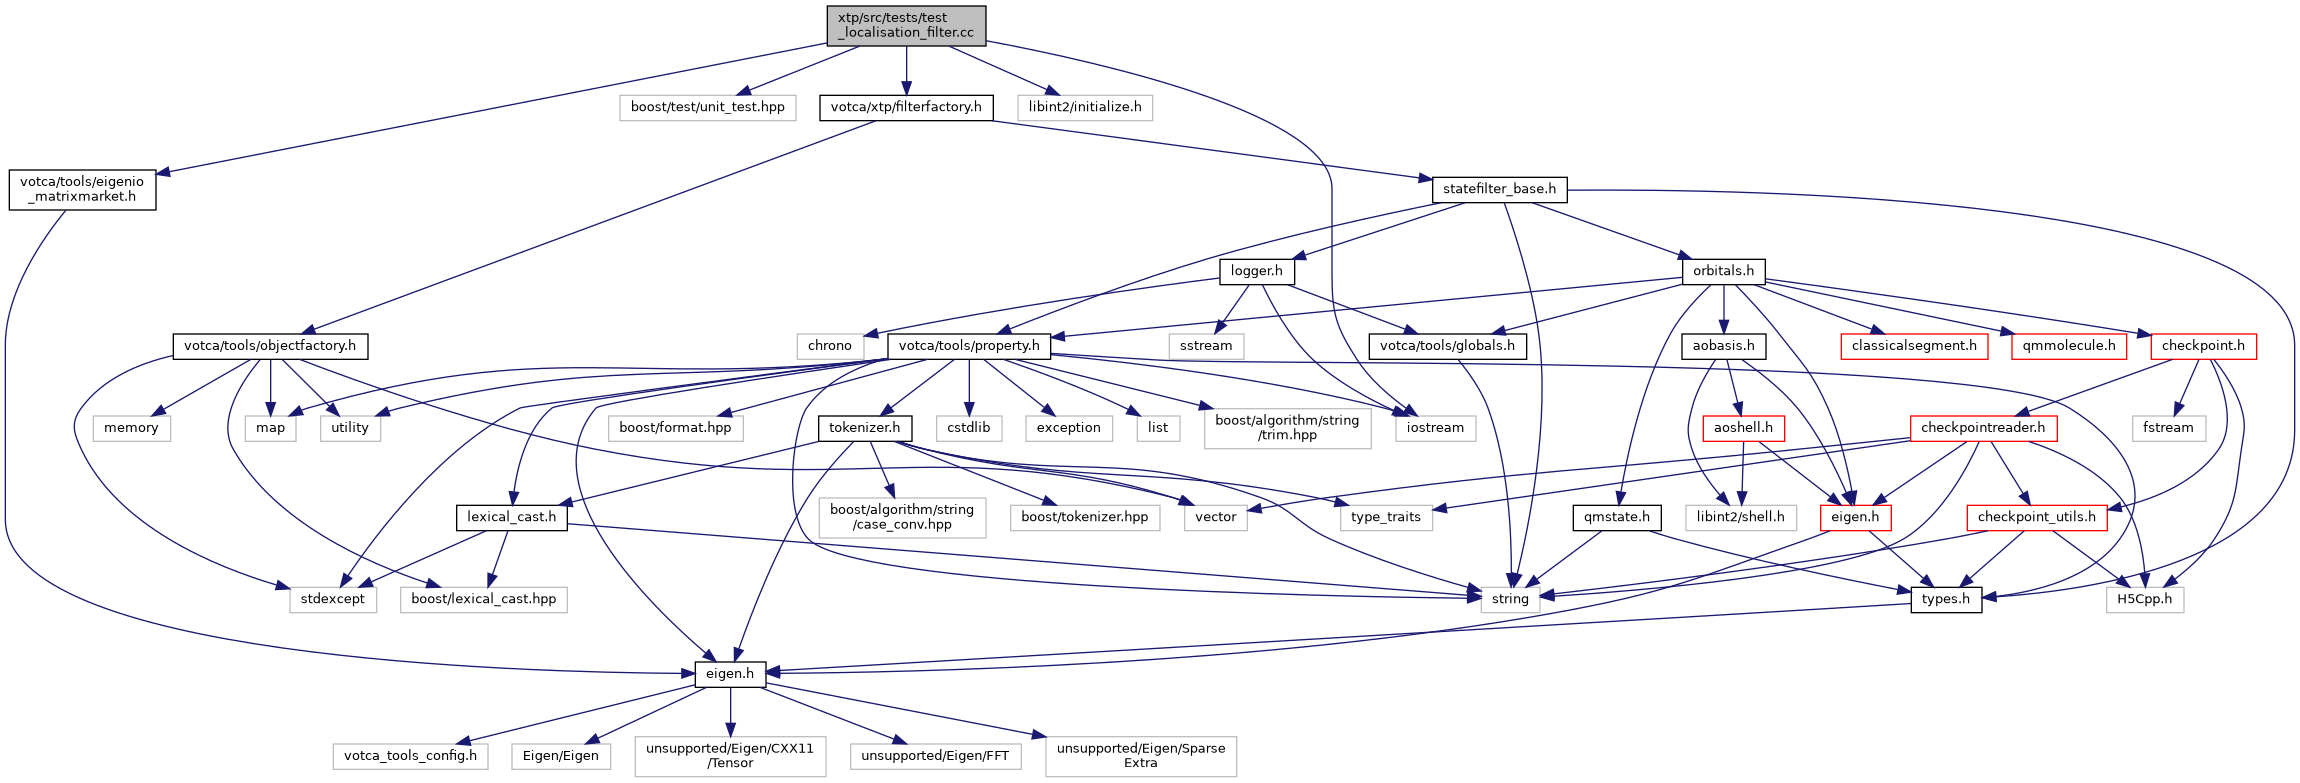 xtp/src/tests/test
_localisation_filter.cc
boost/test/unit_test.hpp
votca/xtp/filterfactory.h
libint2/initialize.h
votca/tools/eigenio
_matrixmarket.h
statefilter_base.h
logger.h
orbitals.h
votca/tools/objectfactory.h
chrono
votca/tools/property.h
sstream
votca/tools/globals.h
aobasis.h
classicalsegment.h
qmmolecule.h
checkpoint.h
memory
map
utility
boost/format.hpp
tokenizer.h
cstdlib
exception
list
boost/algorithm/string
/trim.hpp
iostream
aoshell.h
checkpointreader.h
fstream
lexical_cast.h
boost/algorithm/string
/case_conv.hpp
boost/tokenizer.hpp
vector
type_traits
qmstate.h
libint2/shell.h
eigen.h
checkpoint_utils.h
stdexcept
boost/lexical_cast.hpp
string
types.h
H5Cpp.h
eigen.h
votca_tools_config.h
Eigen/Eigen
unsupported/Eigen/CXX11
/Tensor
unsupported/Eigen/FFT
unsupported/Eigen/Sparse
Extra